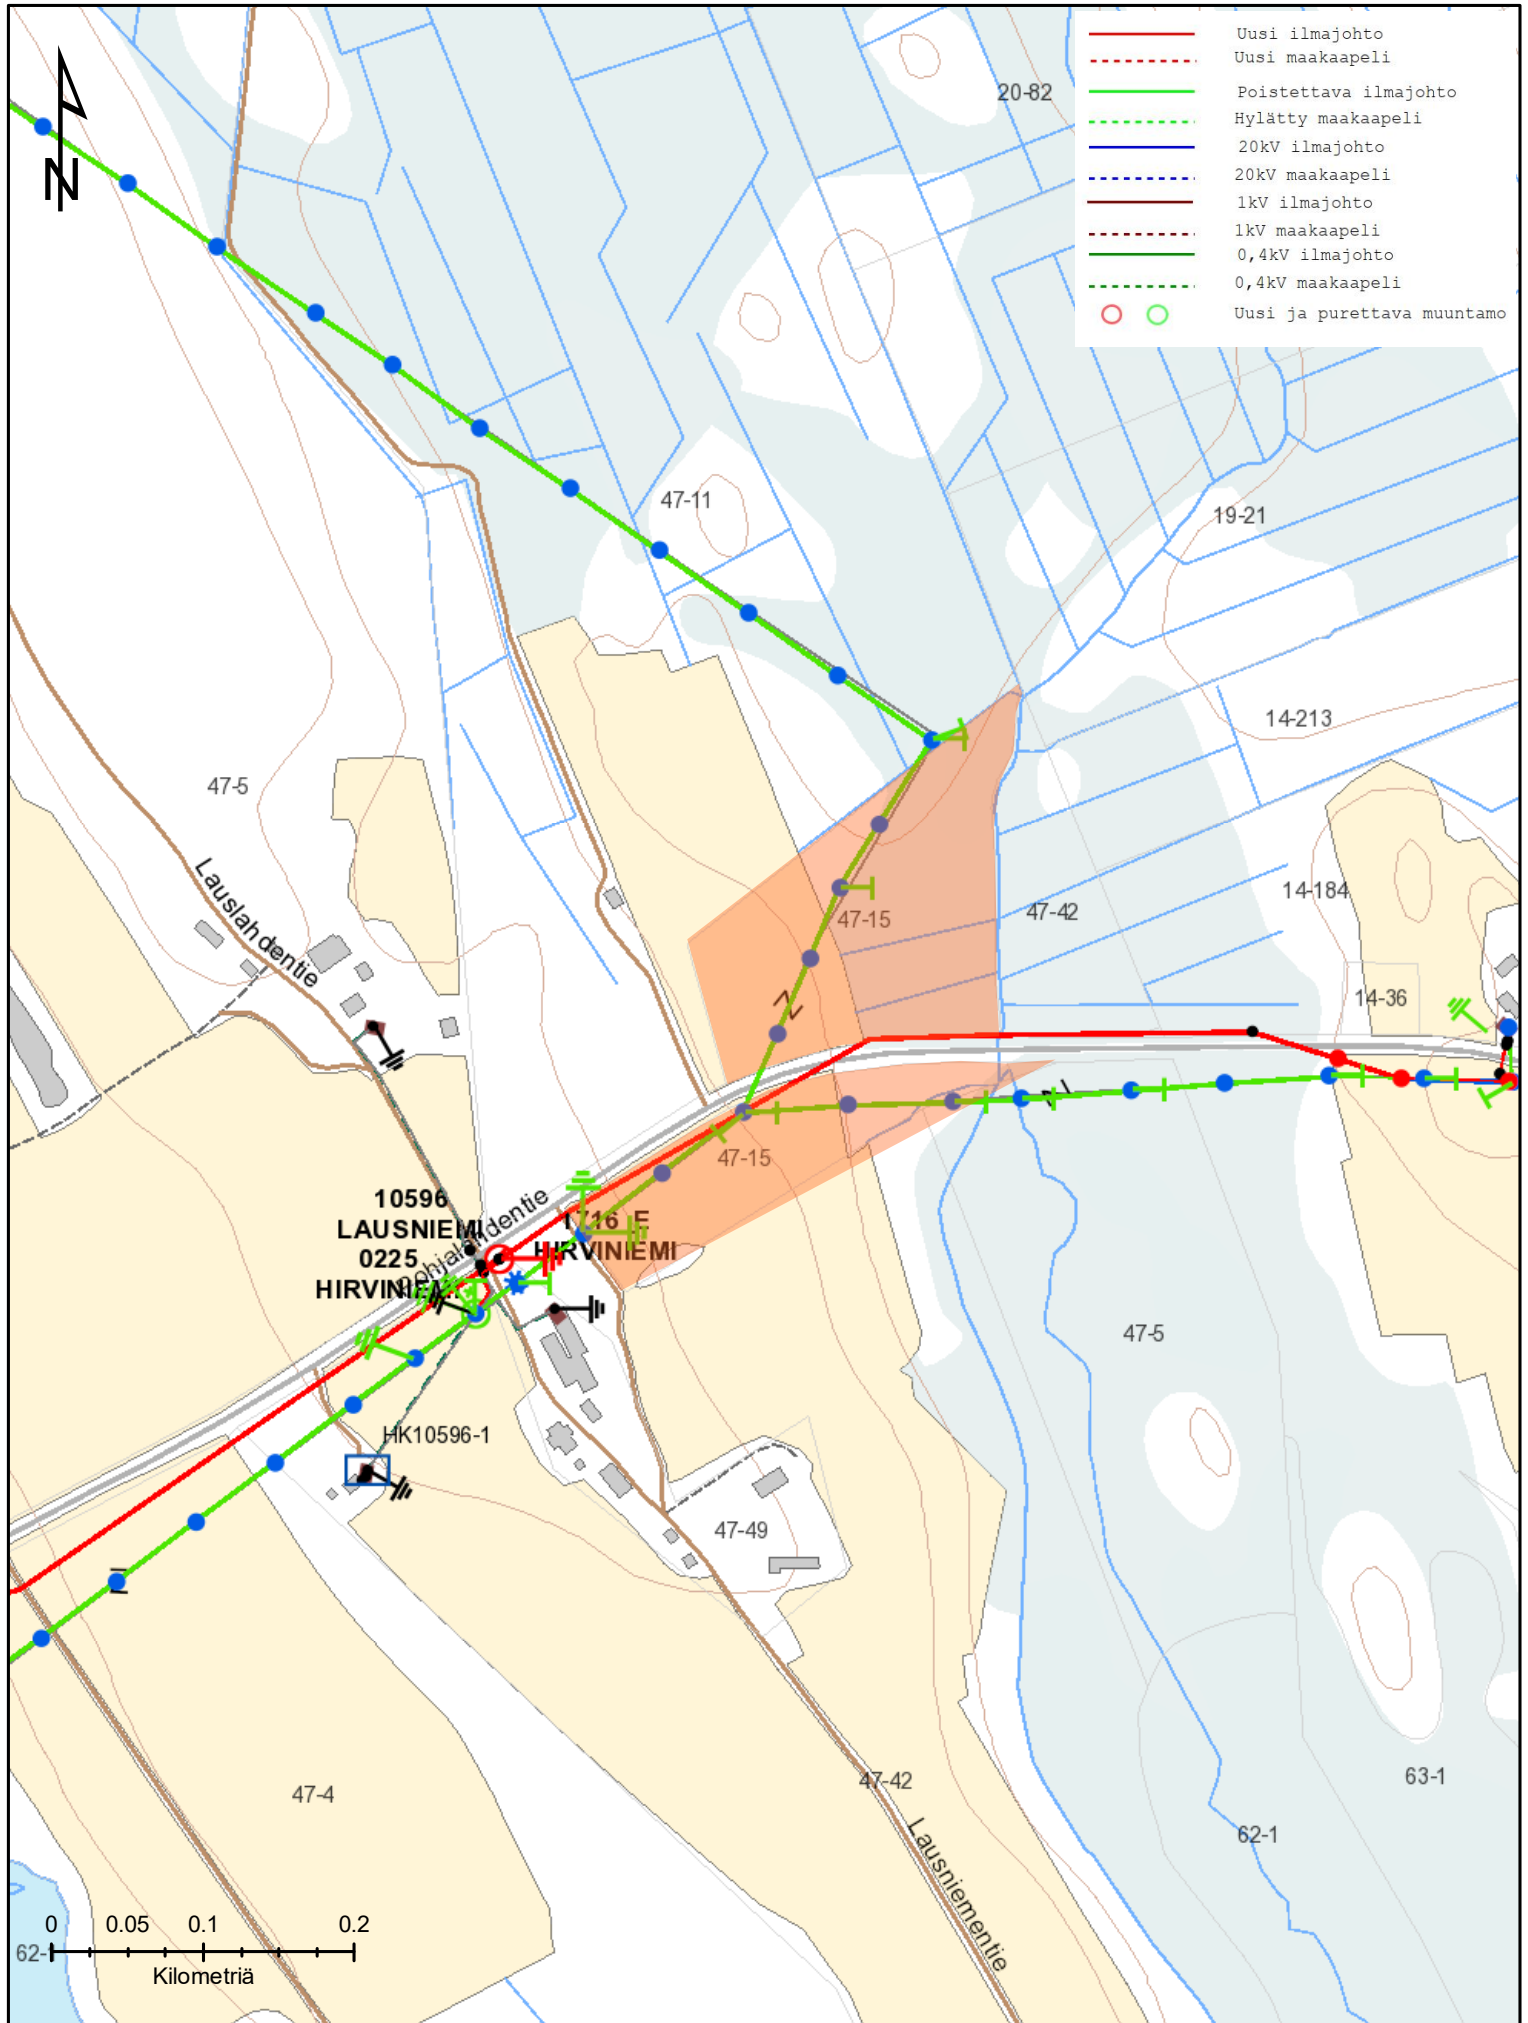 Uusi ilmajohto
Uusi maakaapeli
Poistettava ilmajohto
Hylätty maakaapeli
20kV ilmajohto
20kV maakaapeli
1kV ilmajohto
1kV maakaapeli
0,4kV ilmajohto
0,4kV maakaapeli
Uusi ja purettava muuntamo
N
20-82
47-11
19-21
14-213
47-5
14-184
47-15
47-42
Lauslahdentie
14-36
47-15
10596
LAUSNIEMI
0225
HIRVINIEMI
Pohjalahdentie
1716 E
HIRVINIEMI
47-5
HK10596-1
47-49
47-4
47-42
63-1
62-1
Lausniementie
0 0.05 0.1 0.2
Kilometriä